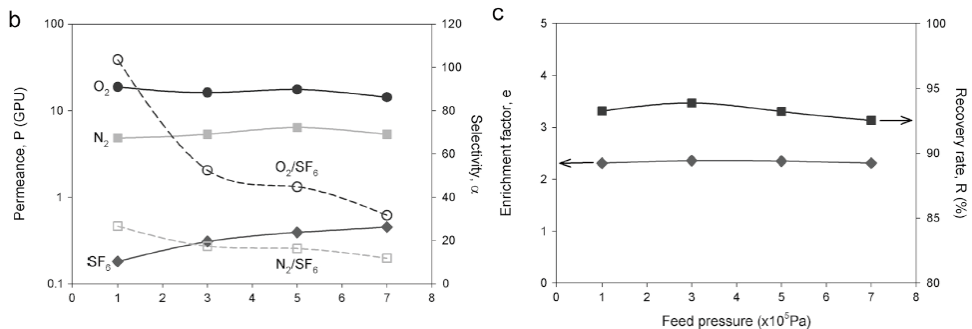 b
100
10
1
0.1
Permeance, P (GPU)
O₂
N₂
SF₆
O₂/SF₆
N₂/SF₆
120
100
80
60
40
20
0
Selectivity, α
0 1 2 3 4 5 6 7 8
c
5
4
3
2
1
0
Enrichment factor, e
100
95
90
85
80
Recovery rate, R (%)
0 1 2 3 4 5 6 7 8
Feed pressure (x10⁵Pa)